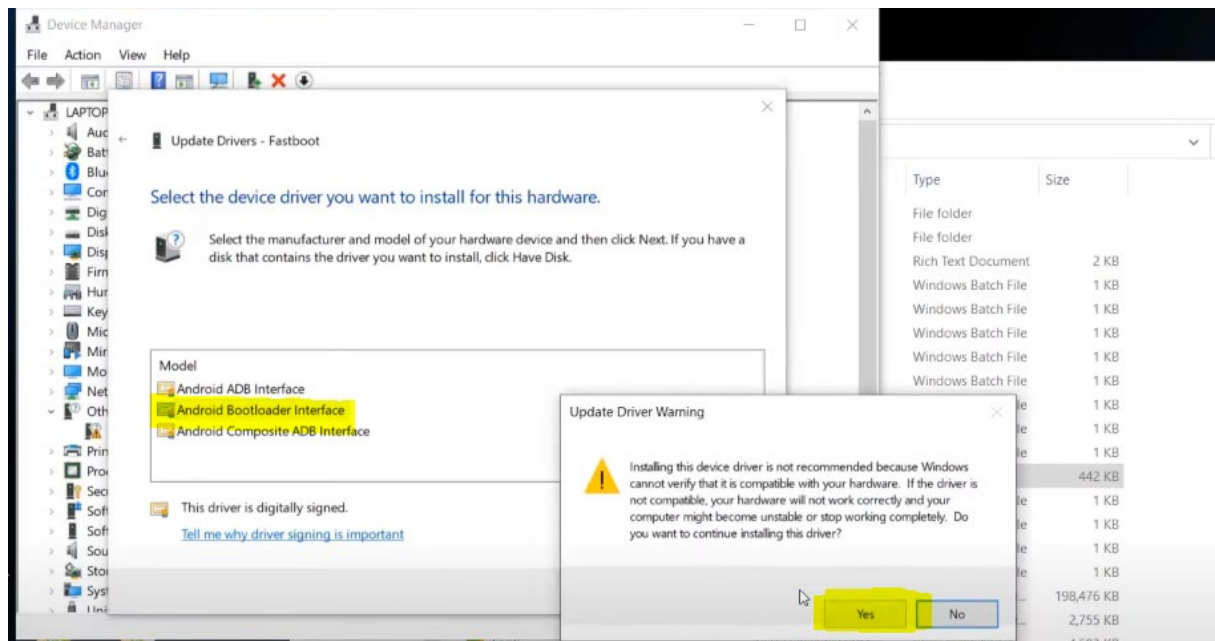 Device Manager
File Action View Help
LAPTOP
Update Drivers - Fastboot
Select the device driver you want to install for this hardware.
Select the manufacturer and model of your hardware device and then click Next. If you have a
disk that contains the driver you want to install, click Have Disk.
Model
Android ADB Interface
Android Bootloader Interface
Android Composite ADB Interface
This driver is digitally signed.
Tell me why driver signing is important
Aud
Batt
Blu
Con
Dig
Disk
Disp
Firm
Hur
Key
Mic
Mo
Net
Oth
Prin
Proc
Sec
Soft
Soft
Sou
Stor
Syst
Update Driver Warning
Installing this device driver is not recommended because Windows
cannot verify that it is compatible with your hardware. If the driver is
not compatible, your hardware will not work correctly and your
computer might become unstable or stop working completely. Do
you want to continue installing this driver?
Yes No
Type Size
File folder
File folder
Rich Text Document 2 KB
Windows Batch File 1 KB
Windows Batch File 1 KB
Windows Batch File 1 KB
Windows Batch File 1 KB
Windows Batch File 1 KB
le 1 KB
le 1 KB
le 1 KB
442 KB
le 1 KB
le 1 KB
le 1 KB
le 1 KB
198,476 KB
2,755 KB